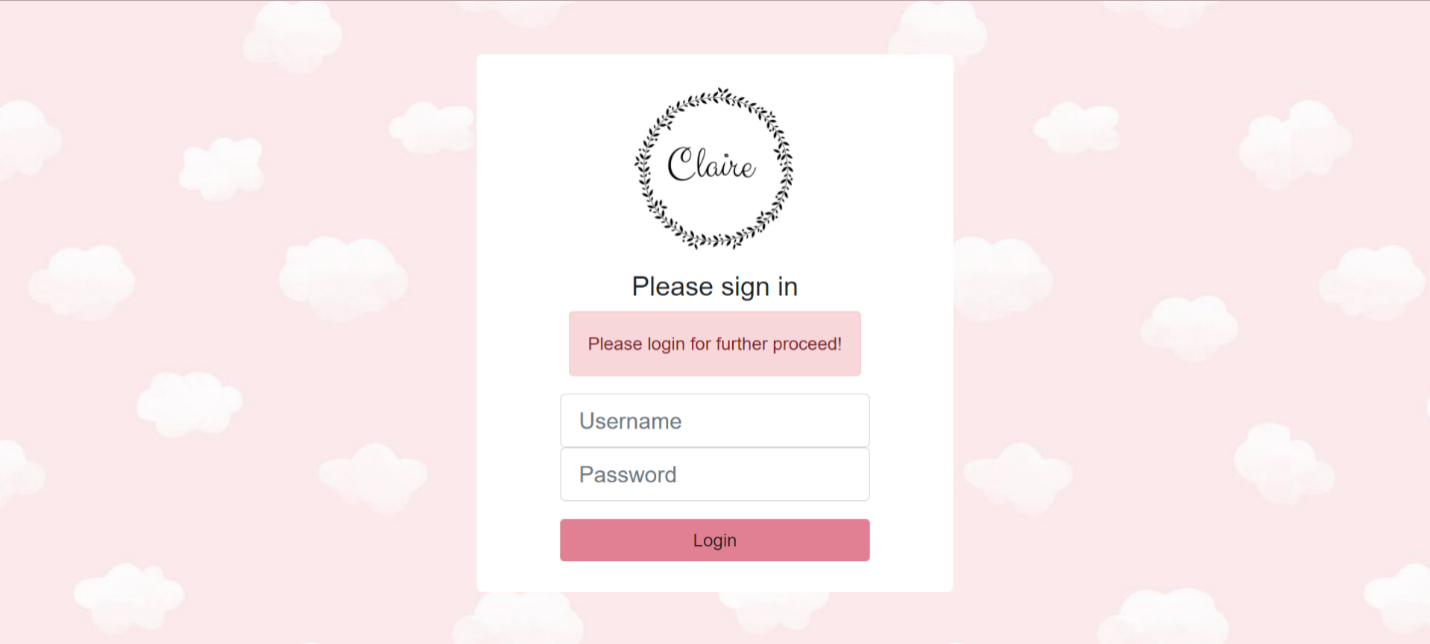 Claire
Please sign in
Please login for further proceed!
Username
Password
Login